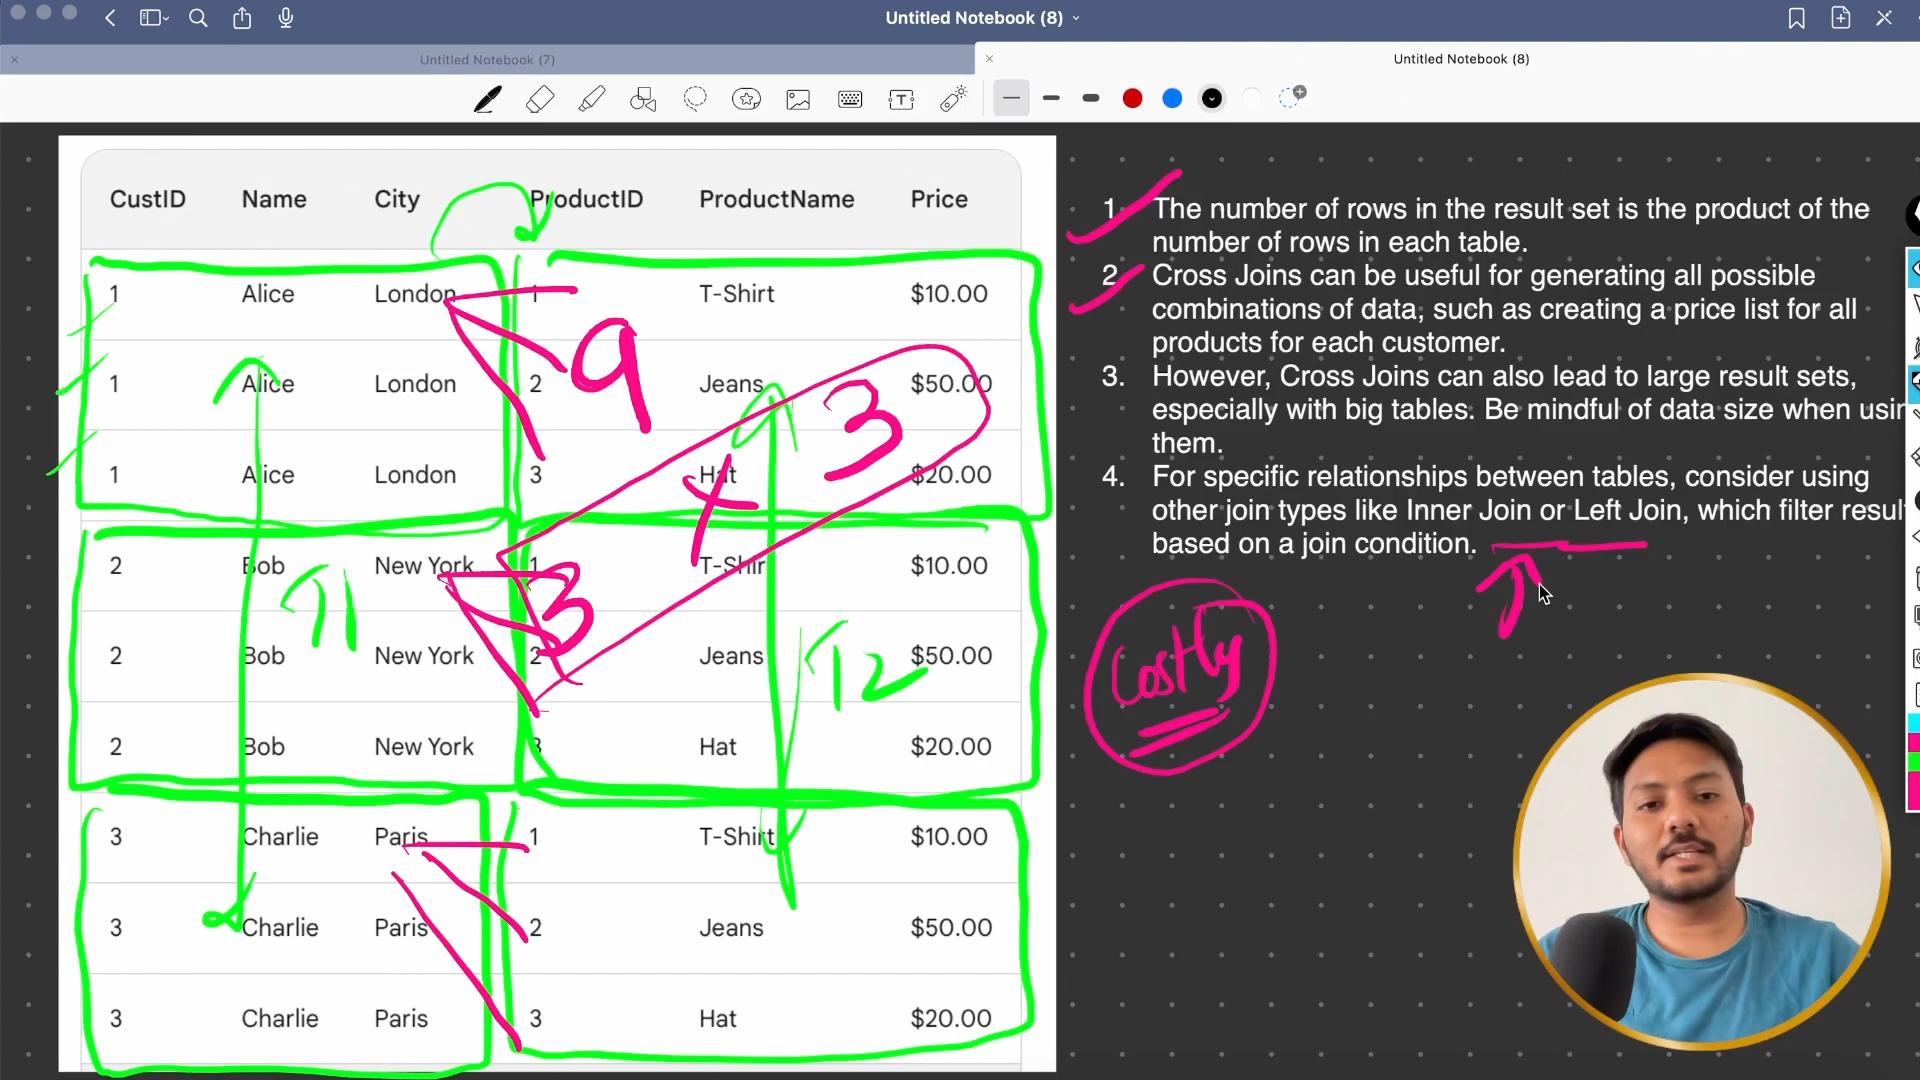 Untitled Notebook (8)
Untitled Notebook (7)
Untitled Notebook (8)
CustID Name City ProductID ProductName Price
1 Alice London 1 T-Shirt $10.00
1 Alice London 2 Jeans $50.00
1 Alice London 3 Hat $20.00
2 Bob New York 1 T-Shir $10.00
2 Bob New York 2 Jeans $50.00
2 Bob New York 3 Hat $20.00
3 Charlie Paris 1 T-Shirt $10.00
3 Charlie Paris 2 Jeans $50.00
3 Charlie Paris 3 Hat $20.00
9
3 x 3
T1
T2
1. The number of rows in the result set is the product of the
number of rows in each table.
2. Cross Joins can be useful for generating all possible
combinations of data, such as creating a price list for all
products for each customer.
3. However, Cross Joins can also lead to large result sets,
especially with big tables. Be mindful of data size when usin
them.
4. For specific relationships between tables, consider using
other join types like Inner Join or Left Join, which filter resul
based on a join condition.
Costly